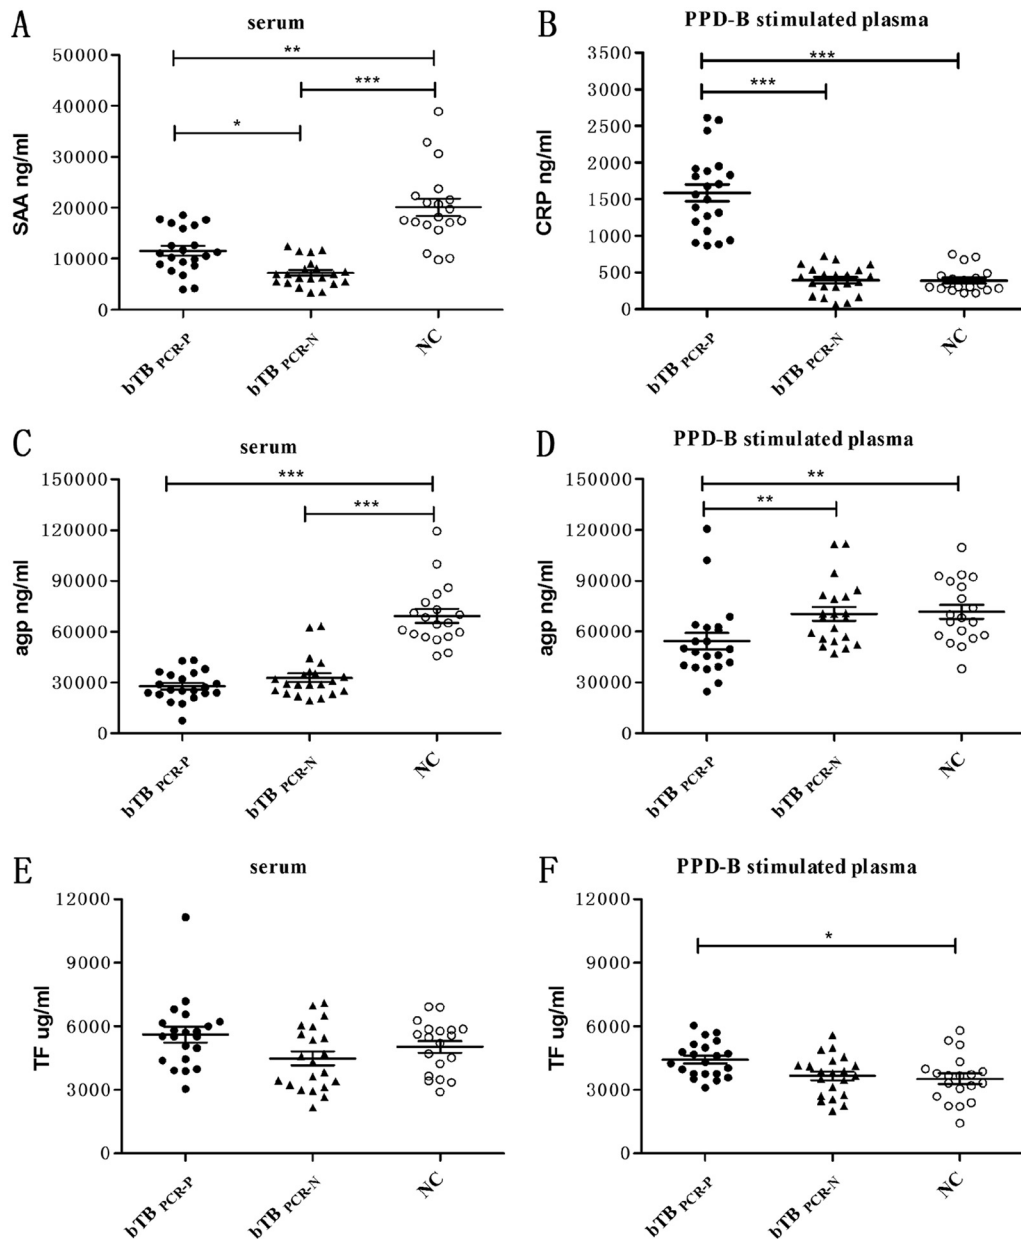 A
serum
SAA ng/ml
50000
40000
30000
20000
10000
0
**
***
*
bTB PCR-P
bTB PCR-N
NC
B
PPD-B stimulated plasma
CRP ng/ml
3500
3000
2500
2000
1500
1000
500
0
***
***
bTB PCR-P
bTB PCR-N
NC
C
serum
agp ng/ml
150000
120000
90000
60000
30000
0
***
***
bTB PCR-P
bTB PCR-N
NC
D
PPD-B stimulated plasma
agp ng/ml
150000
120000
90000
60000
30000
0
**
**
bTB PCR-P
bTB PCR-N
NC
E
serum
TF ug/ml
12000
9000
6000
3000
0
bTB PCR-P
bTB PCR-N
NC
F
PPD-B stimulated plasma
TF ug/ml
12000
9000
6000
3000
0
*
bTB PCR-P
bTB PCR-N
NC